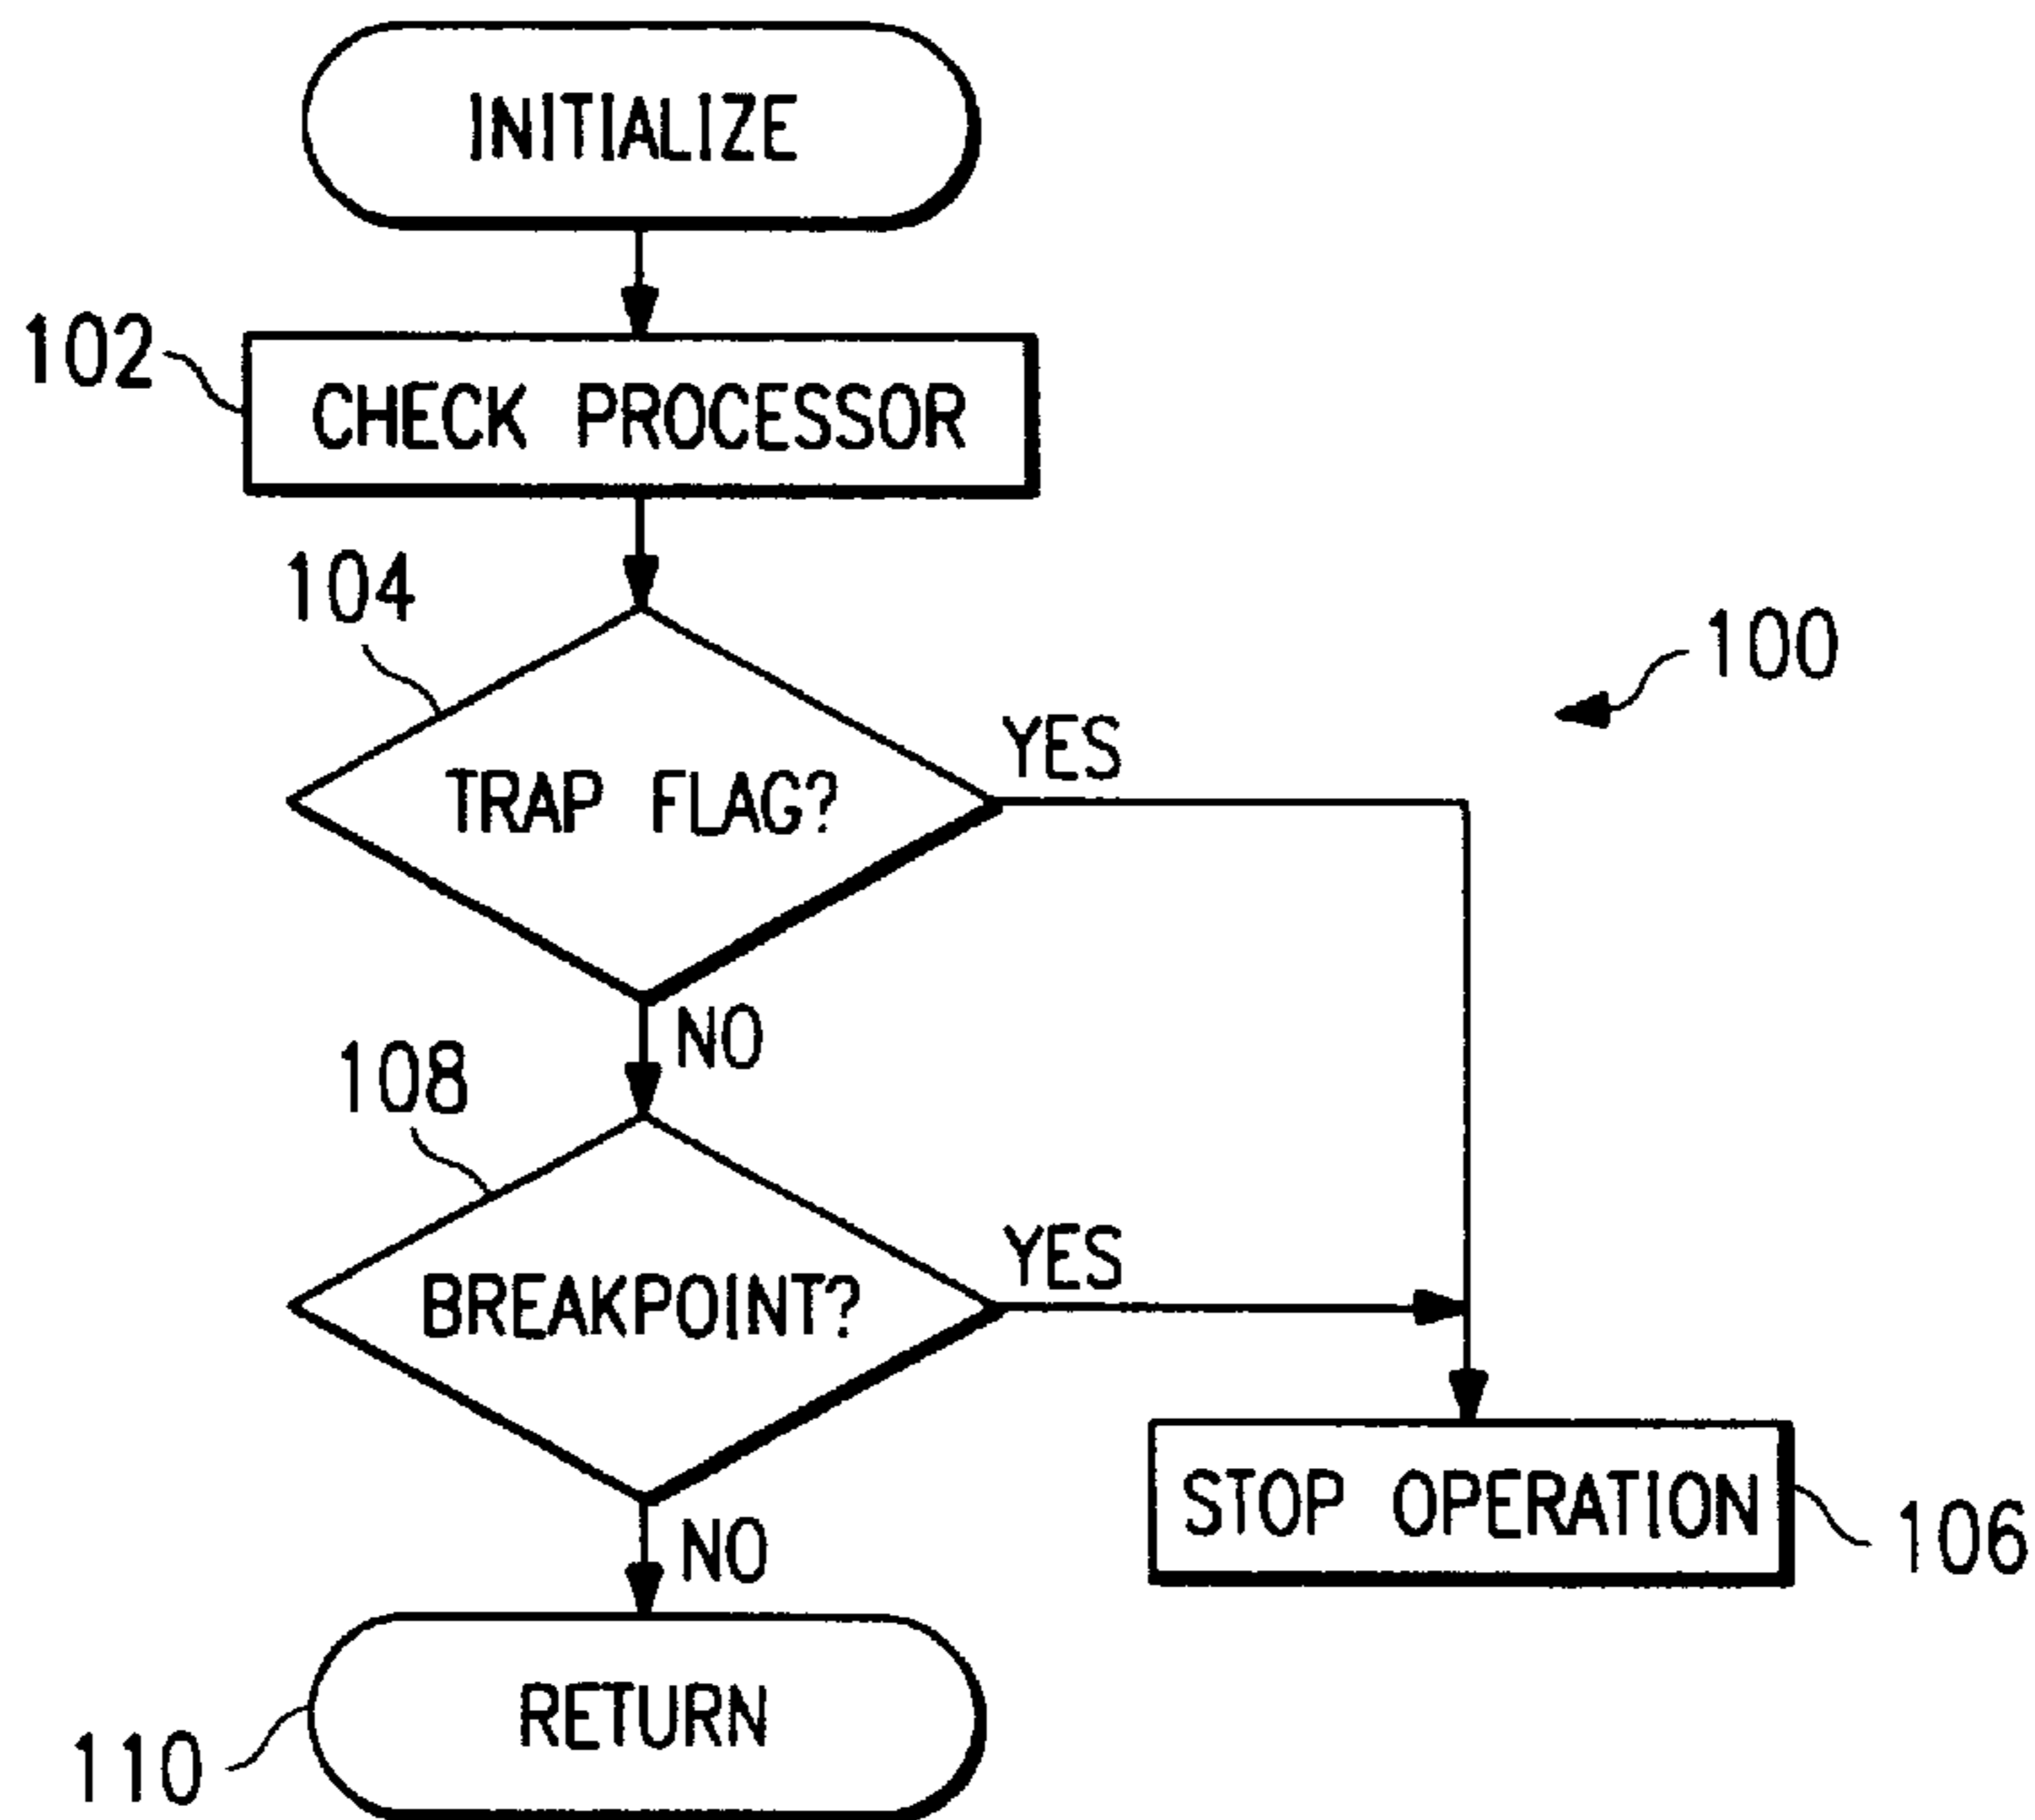 INITIALIZE
102
CHECK PROCESSOR
104
100
YES
TRAP FLAG?
NO
108
YES
BREAKPOINT?
STOP OPERATION
106
NO
RETURN
110